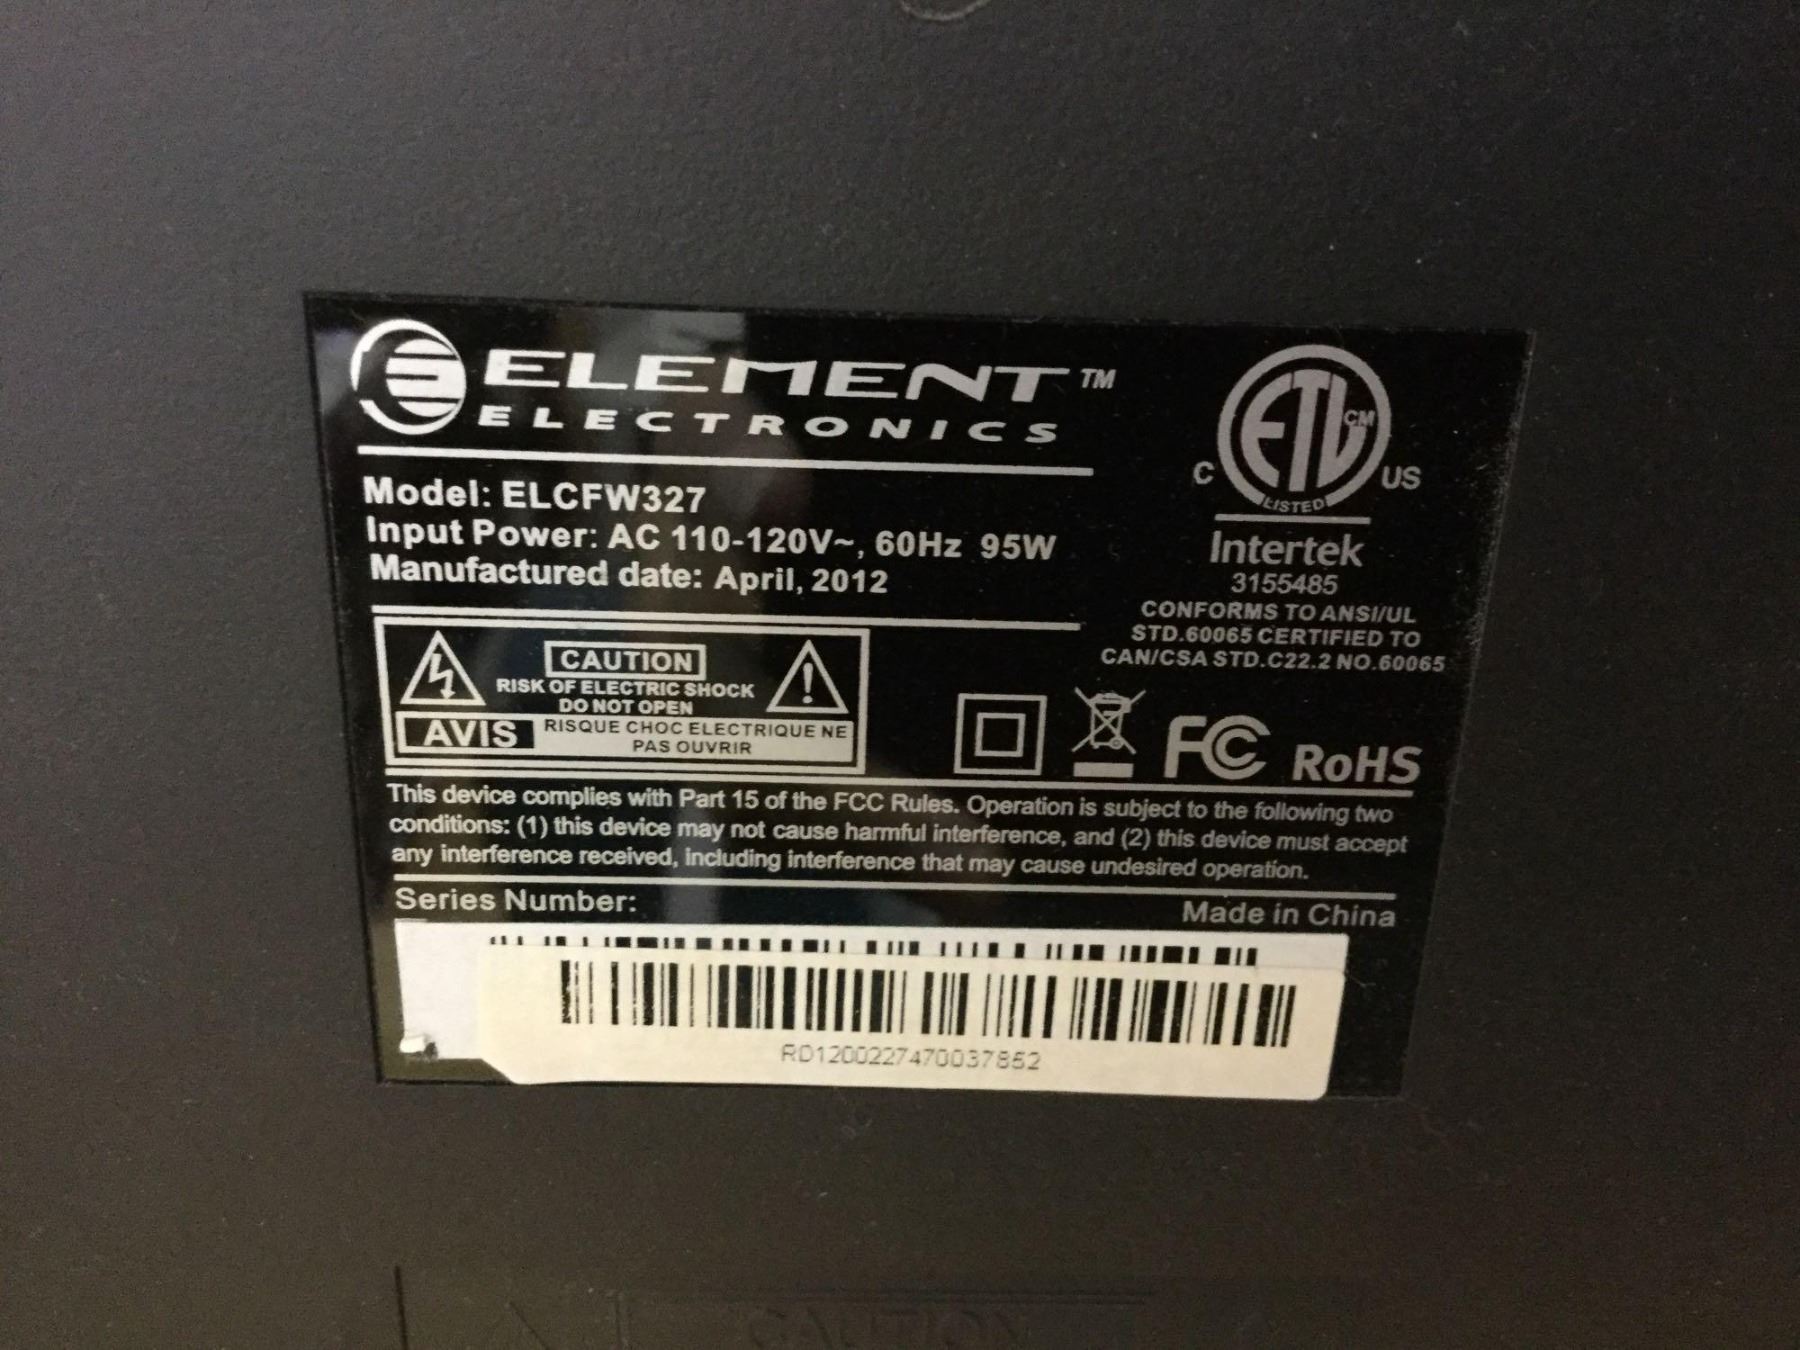 ELEMENT™
ELECTRONICS
Model: ELCFW327
Input Power: AC 110-120V~, 60Hz 95W
Manufactured date: April, 2012
ETL CM
C US
LISTED
Intertek
3155485
CONFORMS TO ANSI/UL
STD.60065 CERTIFIED TO
CAN/CSA STD.C22.2 NO.60065
CAUTION
RISK OF ELECTRIC SHOCK
DO NOT OPEN
AVIS RISQUE CHOC ELECTRIQUE NE
PAS OUVRIR
FC RoHS
This device complies with Part 15 of the FCC Rules. Operation is subject to the following two
conditions: (1) this device may not cause harmful interference, and (2) this device must accept
any interference received, including interference that may cause undesired operation.
Series Number: Made in China
RD1200227470037852
CAUTION